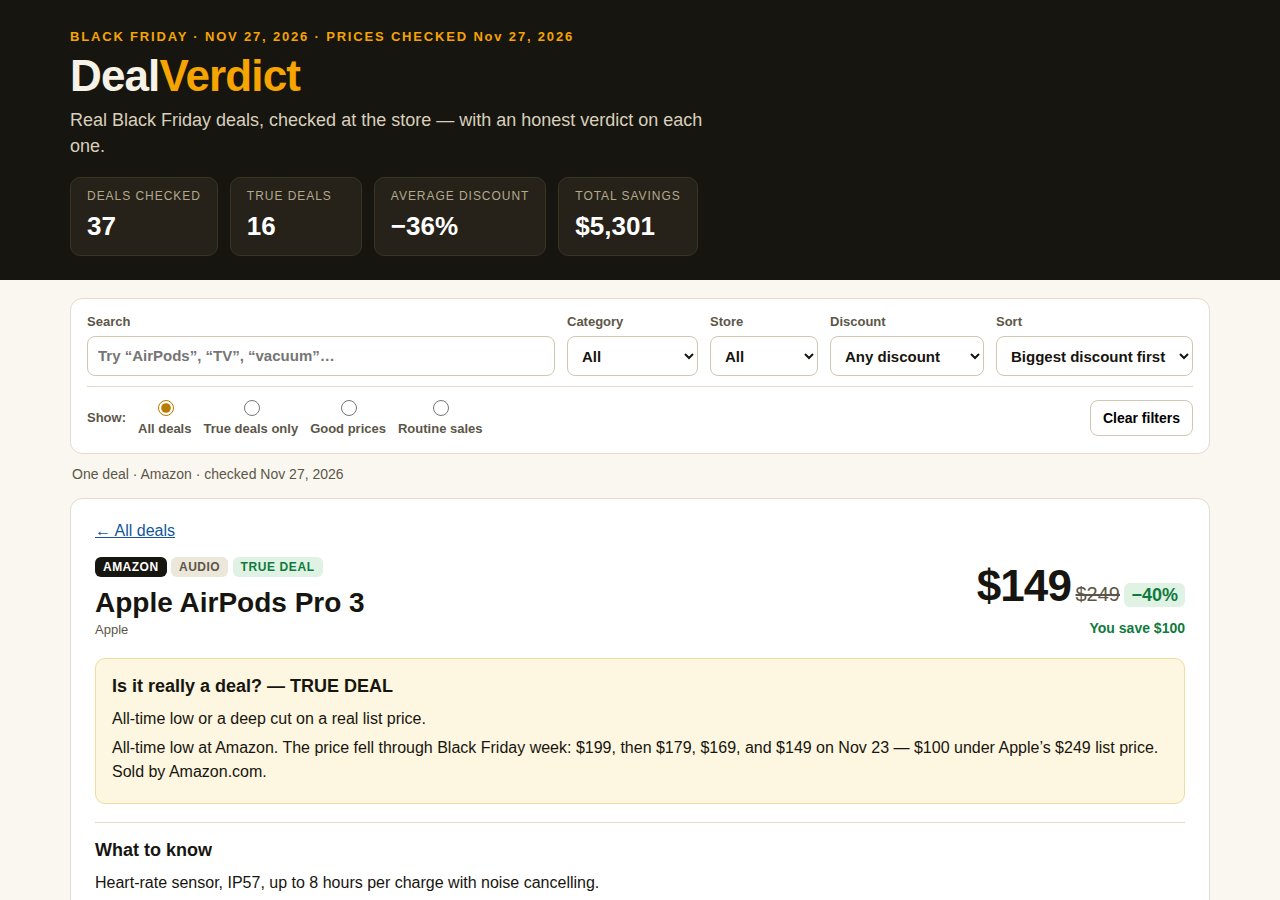 BLACK FRIDAY · NOV 27, 2026 · PRICES CHECKED Nov 27, 2026
DealVerdict
Real Black Friday deals, checked at the store — with an honest verdict on each
one.
DEALS CHECKED
37
TRUE DEALS
16
AVERAGE DISCOUNT
−36%
TOTAL SAVINGS
$5,301
Search
Try “AirPods”, “TV”, “vacuum”…
Category
All
Store
All
Discount
Any discount
Sort
Biggest discount first
Show:
All deals
True deals only
Good prices
Routine sales
Clear filters
One deal · Amazon · checked Nov 27, 2026
← All deals
AMAZON AUDIO TRUE DEAL
Apple AirPods Pro 3
Apple
$149 $249 −40%
You save $100
Is it really a deal? — TRUE DEAL
All-time low or a deep cut on a real list price.
All-time low at Amazon. The price fell through Black Friday week: $199, then $179, $169, and $149 on Nov 23 — $100 under Apple’s $249 list price.
Sold by Amazon.com.
What to know
Heart-rate sensor, IP57, up to 8 hours per charge with noise cancelling.